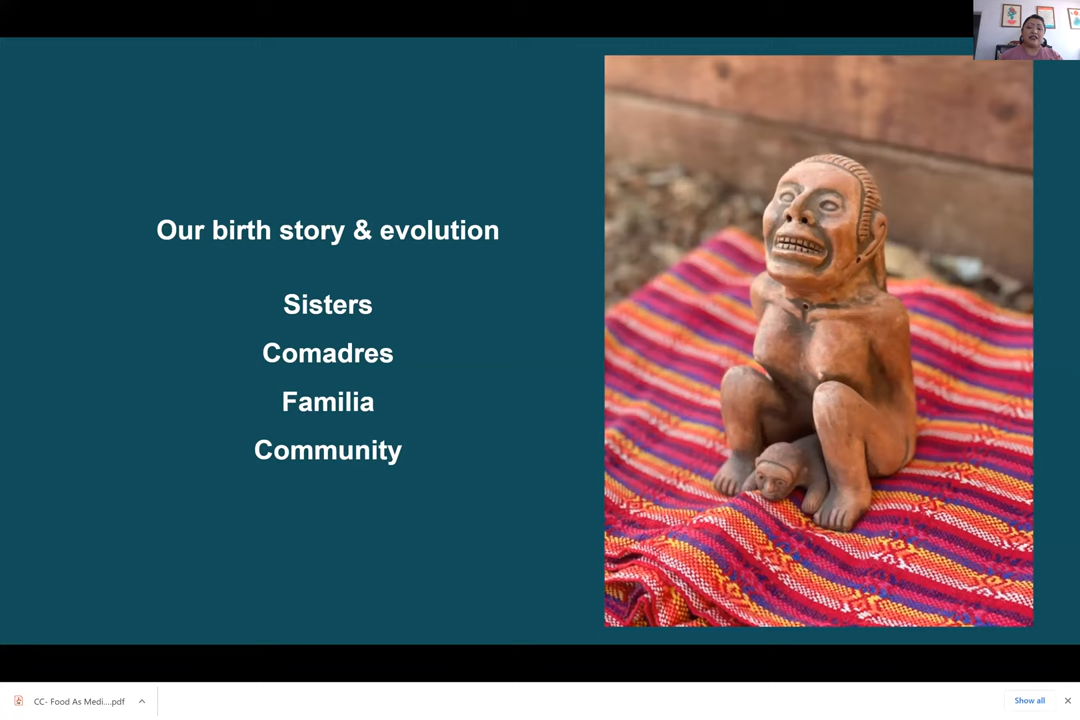 Our birth story & evolution
Sisters
Comadres
Familia
Community
CC- Food As Medi....pdf
Show all